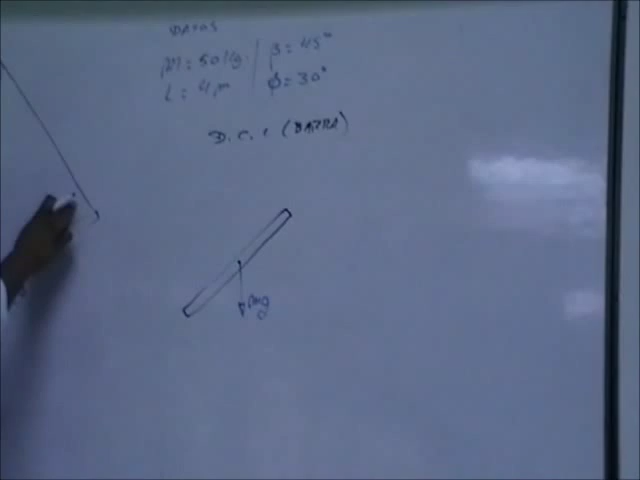 DATOS
M = 50 kg. β = 45°
L = 4 m φ = 30°
D.C.L (BARRA)
mg